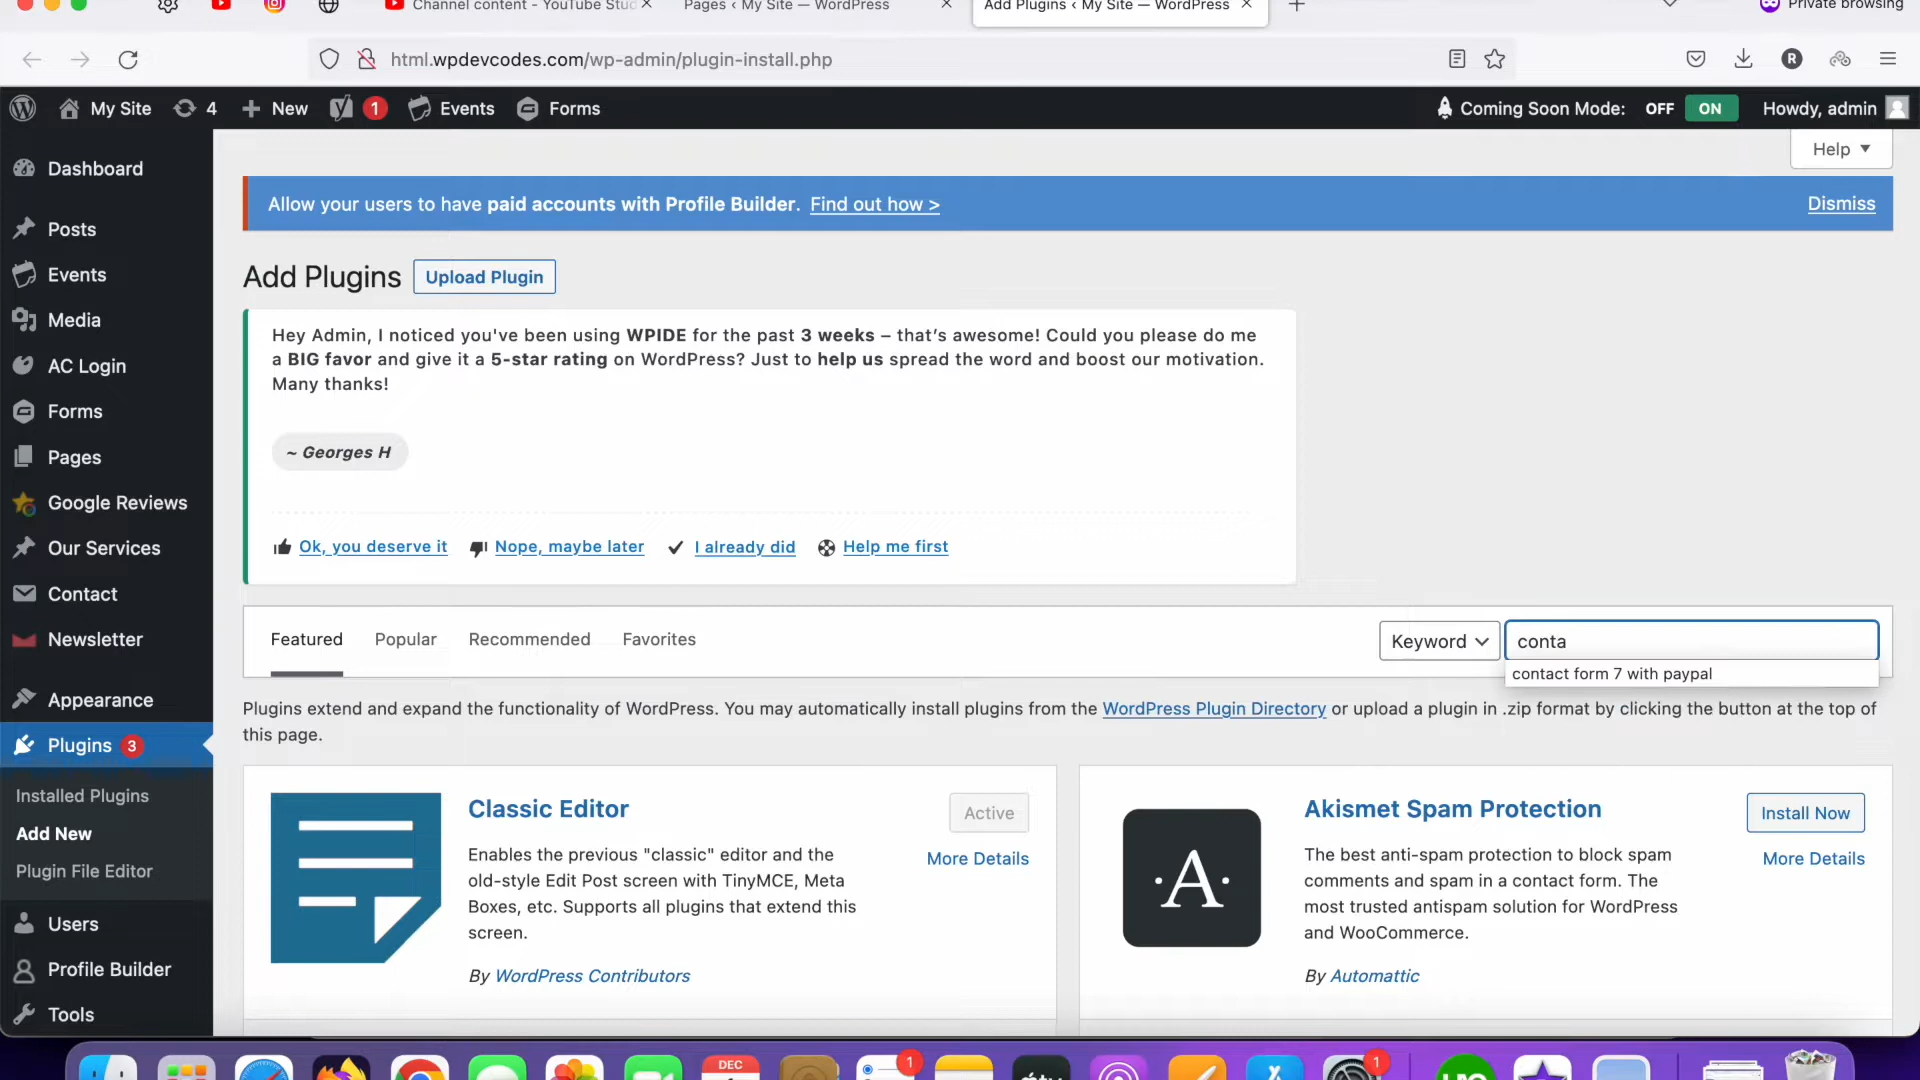 Channel content - YouTube Stud
Pages ‹ My Site — WordPress
Add Plugins ‹ My Site — WordPress
Private browsing
html.wpdevcodes.com/wp-admin/plugin-install.php
R
My Site
4
New
1
Events
Forms
Coming Soon Mode: OFF ON
Howdy, admin
Help
Dashboard
Posts
Events
Media
AC Login
Forms
Pages
Google Reviews
Our Services
Contact
Newsletter
Appearance
Plugins 3
Installed Plugins
Add New
Plugin File Editor
Users
Profile Builder
Tools
Allow your users to have paid accounts with Profile Builder. Find out how >
Dismiss
Add Plugins
Upload Plugin
Hey Admin, I noticed you've been using WPIDE for the past 3 weeks – that's awesome! Could you please do me
a BIG favor and give it a 5-star rating on WordPress? Just to help us spread the word and boost our motivation.
Many thanks!
~ Georges H
Ok, you deserve it
Nope, maybe later
I already did
Help me first
Featured
Popular
Recommended
Favorites
Keyword
conta
contact form 7 with paypal
Plugins extend and expand the functionality of WordPress. You may automatically install plugins from the WordPress Plugin Directory or upload a plugin in .zip format by clicking the button at the top of
this page.
Classic Editor
Active
More Details
Enables the previous "classic" editor and the
old-style Edit Post screen with TinyMCE, Meta
Boxes, etc. Supports all plugins that extend this
screen.
By WordPress Contributors
A
Akismet Spam Protection
Install Now
More Details
The best anti-spam protection to block spam
comments and spam in a contact form. The
most trusted antispam solution for WordPress
and WooCommerce.
By Automattic
DEC
1
1